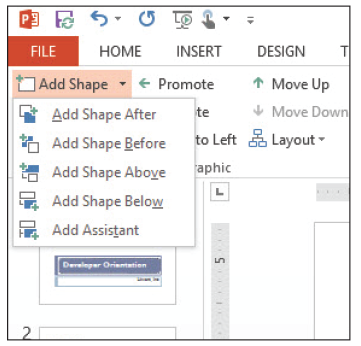 FILE HOME INSERT DESIGN T
Add Shape Promote Move Up
Add Shape After te Move Down
Add Shape Before to Left Layout
Add Shape Above raphic
Add Shape Below
Add Assistant
L
Developer Orientation
5
2